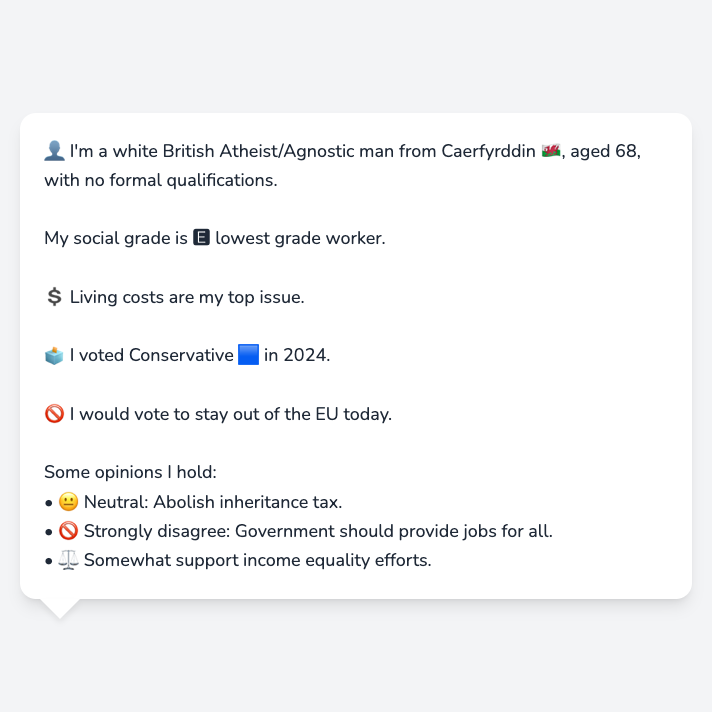 👤 I'm a white British Atheist/Agnostic man from Caerfyrddin 🏴󠁧󠁢󠁷󠁬󠁳󠁿, aged 68,
with no formal qualifications.
My social grade is 🅴 lowest grade worker.
💲 Living costs are my top issue.
🗳️ I voted Conservative 🟦 in 2024.
🚫 I would vote to stay out of the EU today.
Some opinions I hold:
• 😐 Neutral: Abolish inheritance tax.
• 🚫 Strongly disagree: Government should provide jobs for all.
• ⚖️ Somewhat support income equality efforts.